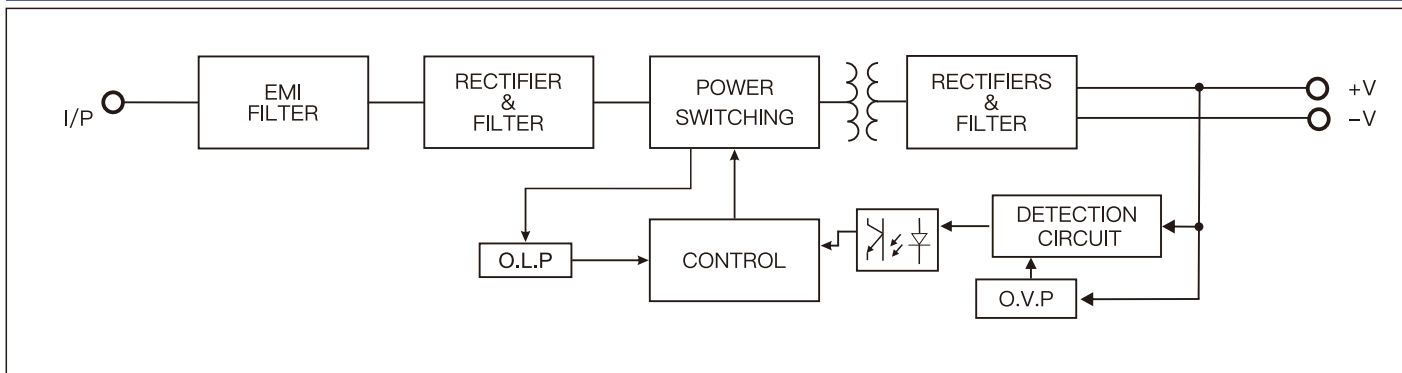 I/P
EMI
FILTER
RECTIFIER
&
FILTER
POWER
SWITCHING
RECTIFIERS
&
FILTER
+V
-V
O.L.P
CONTROL
DETECTION
CIRCUIT
O.V.P